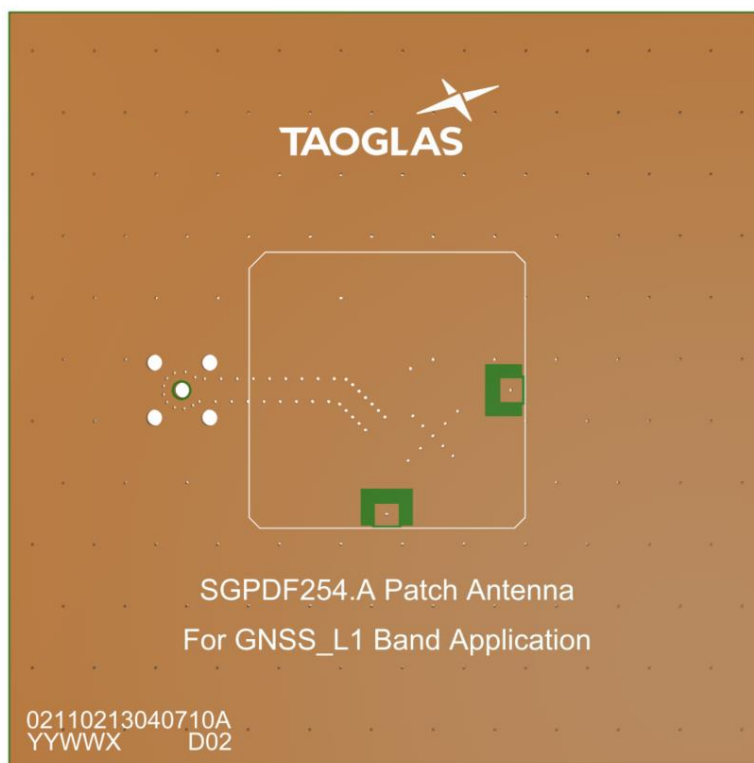 TAOGLAS
SGPDF254.A Patch Antenna
For GNSS_L1 Band Application
02110213040710A
YYWWX D02